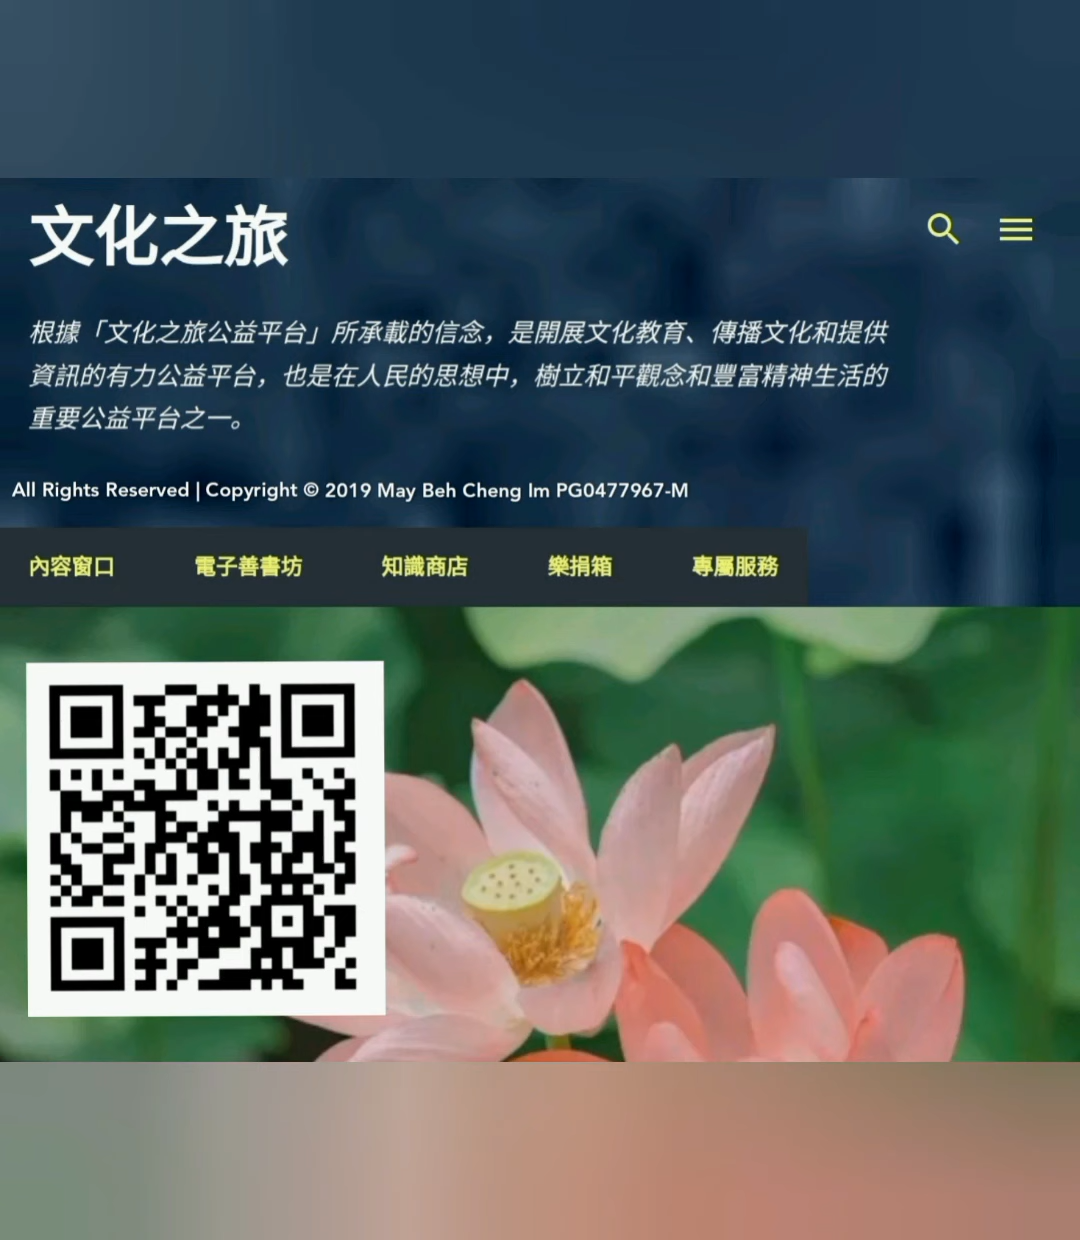 文化之旅
根據「文化之旅公益平台」所承載的信念，是開展文化教育、傳播文化和提供
資訊的有力公益平台，也是在人民的思想中，樹立和平觀念和豐富精神生活的
重要公益平台之一。
All Rights Reserved | Copyright © 2019 May Beh Cheng Im PG0477967-M
內容窗口 電子善書坊 知識商店 樂捐箱 專屬服務